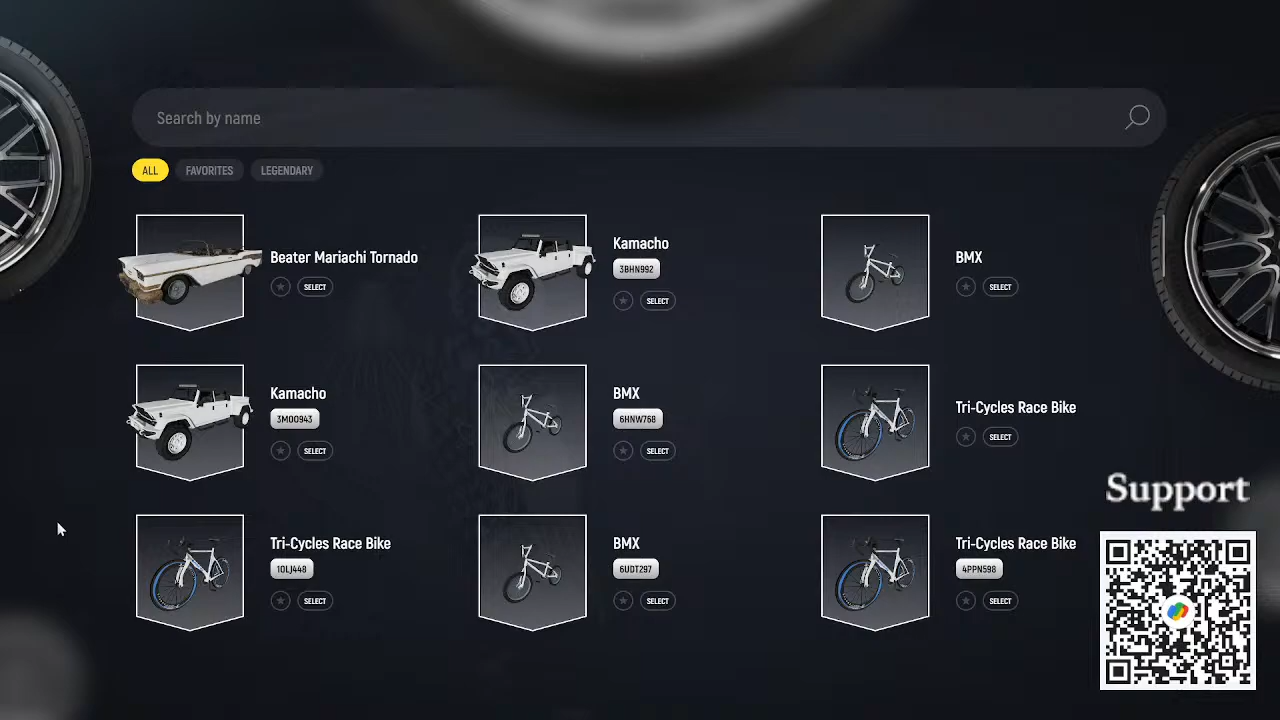 Search by name
ALL
FAVORITES
LEGENDARY
Beater Mariachi Tornado
SELECT
Kamacho
3BHN992
SELECT
BMX
SELECT
Kamacho
3MOO943
SELECT
BMX
6HNW768
SELECT
Tri-Cycles Race Bike
SELECT
Tri-Cycles Race Bike
10LJ448
SELECT
BMX
6UDT297
SELECT
Tri-Cycles Race Bike
4PPN598
SELECT
Support